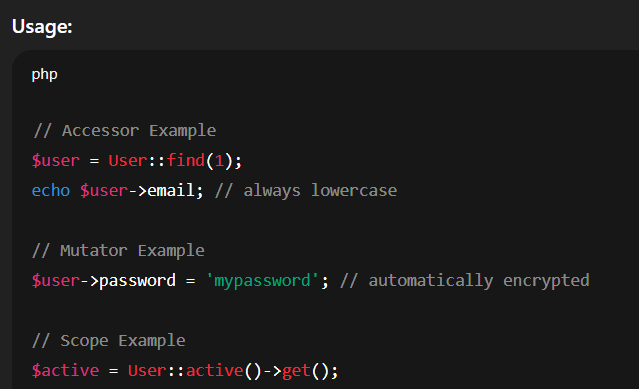 Usage:
php
// Accessor Example
$user = User::find(1);
echo $user->email; // always lowercase
// Mutator Example
$user->password = 'mypassword'; // automatically encrypted
// Scope Example
$active = User::active()->get();